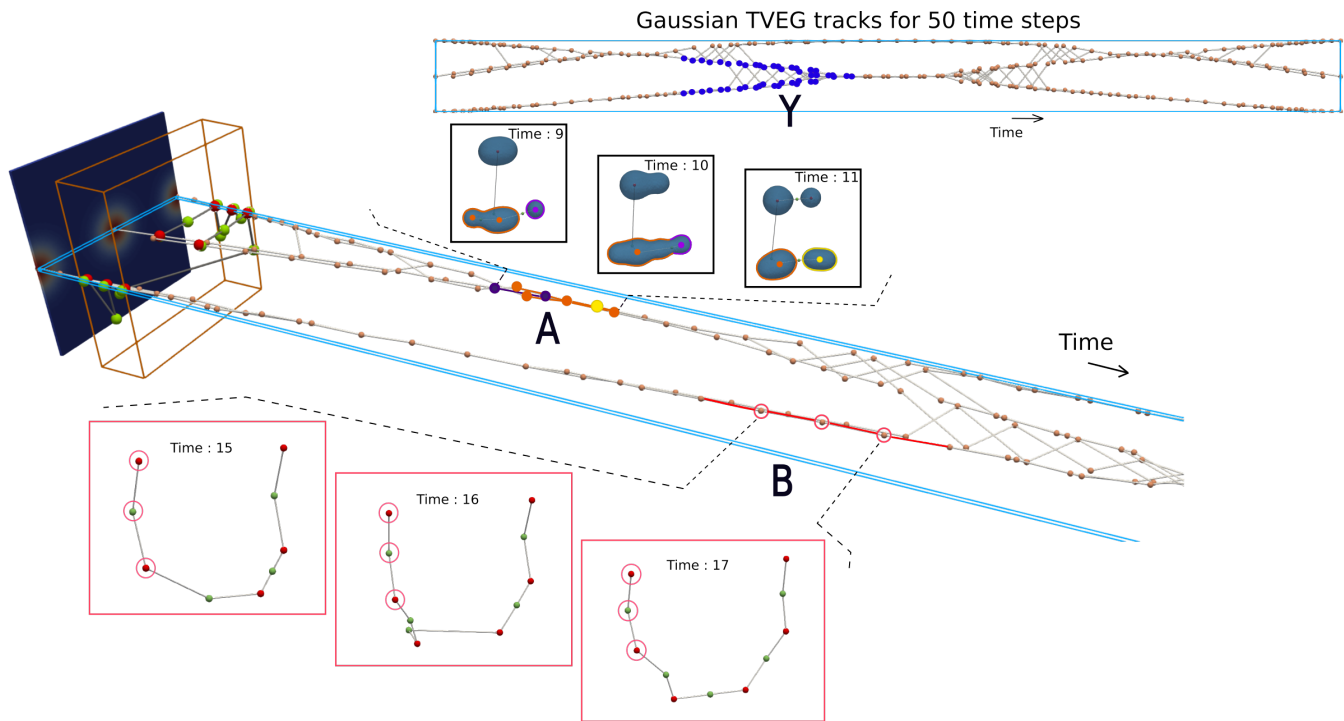 Gaussian TVEG tracks for 50 time steps
Y
Time
Time : 9
Time : 10
Time : 11
A
Time
B
Time : 15
Time : 16
Time : 17